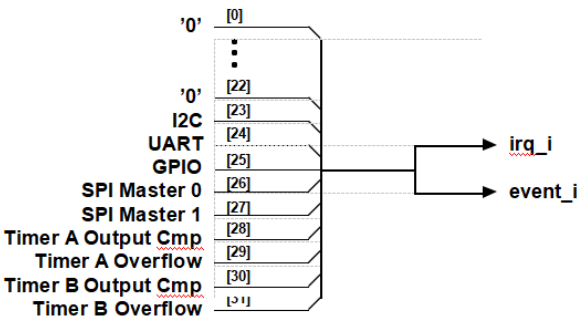 '0' [0]
'0' [22]
I2C [23]
UART [24]
GPIO [25]
SPI Master 0 [26]
SPI Master 1 [27]
Timer A Output Cmp [28]
Timer A Overflow [29]
Timer B Output Cmp [30]
Timer B Overflow [31]
irq_i
event_i